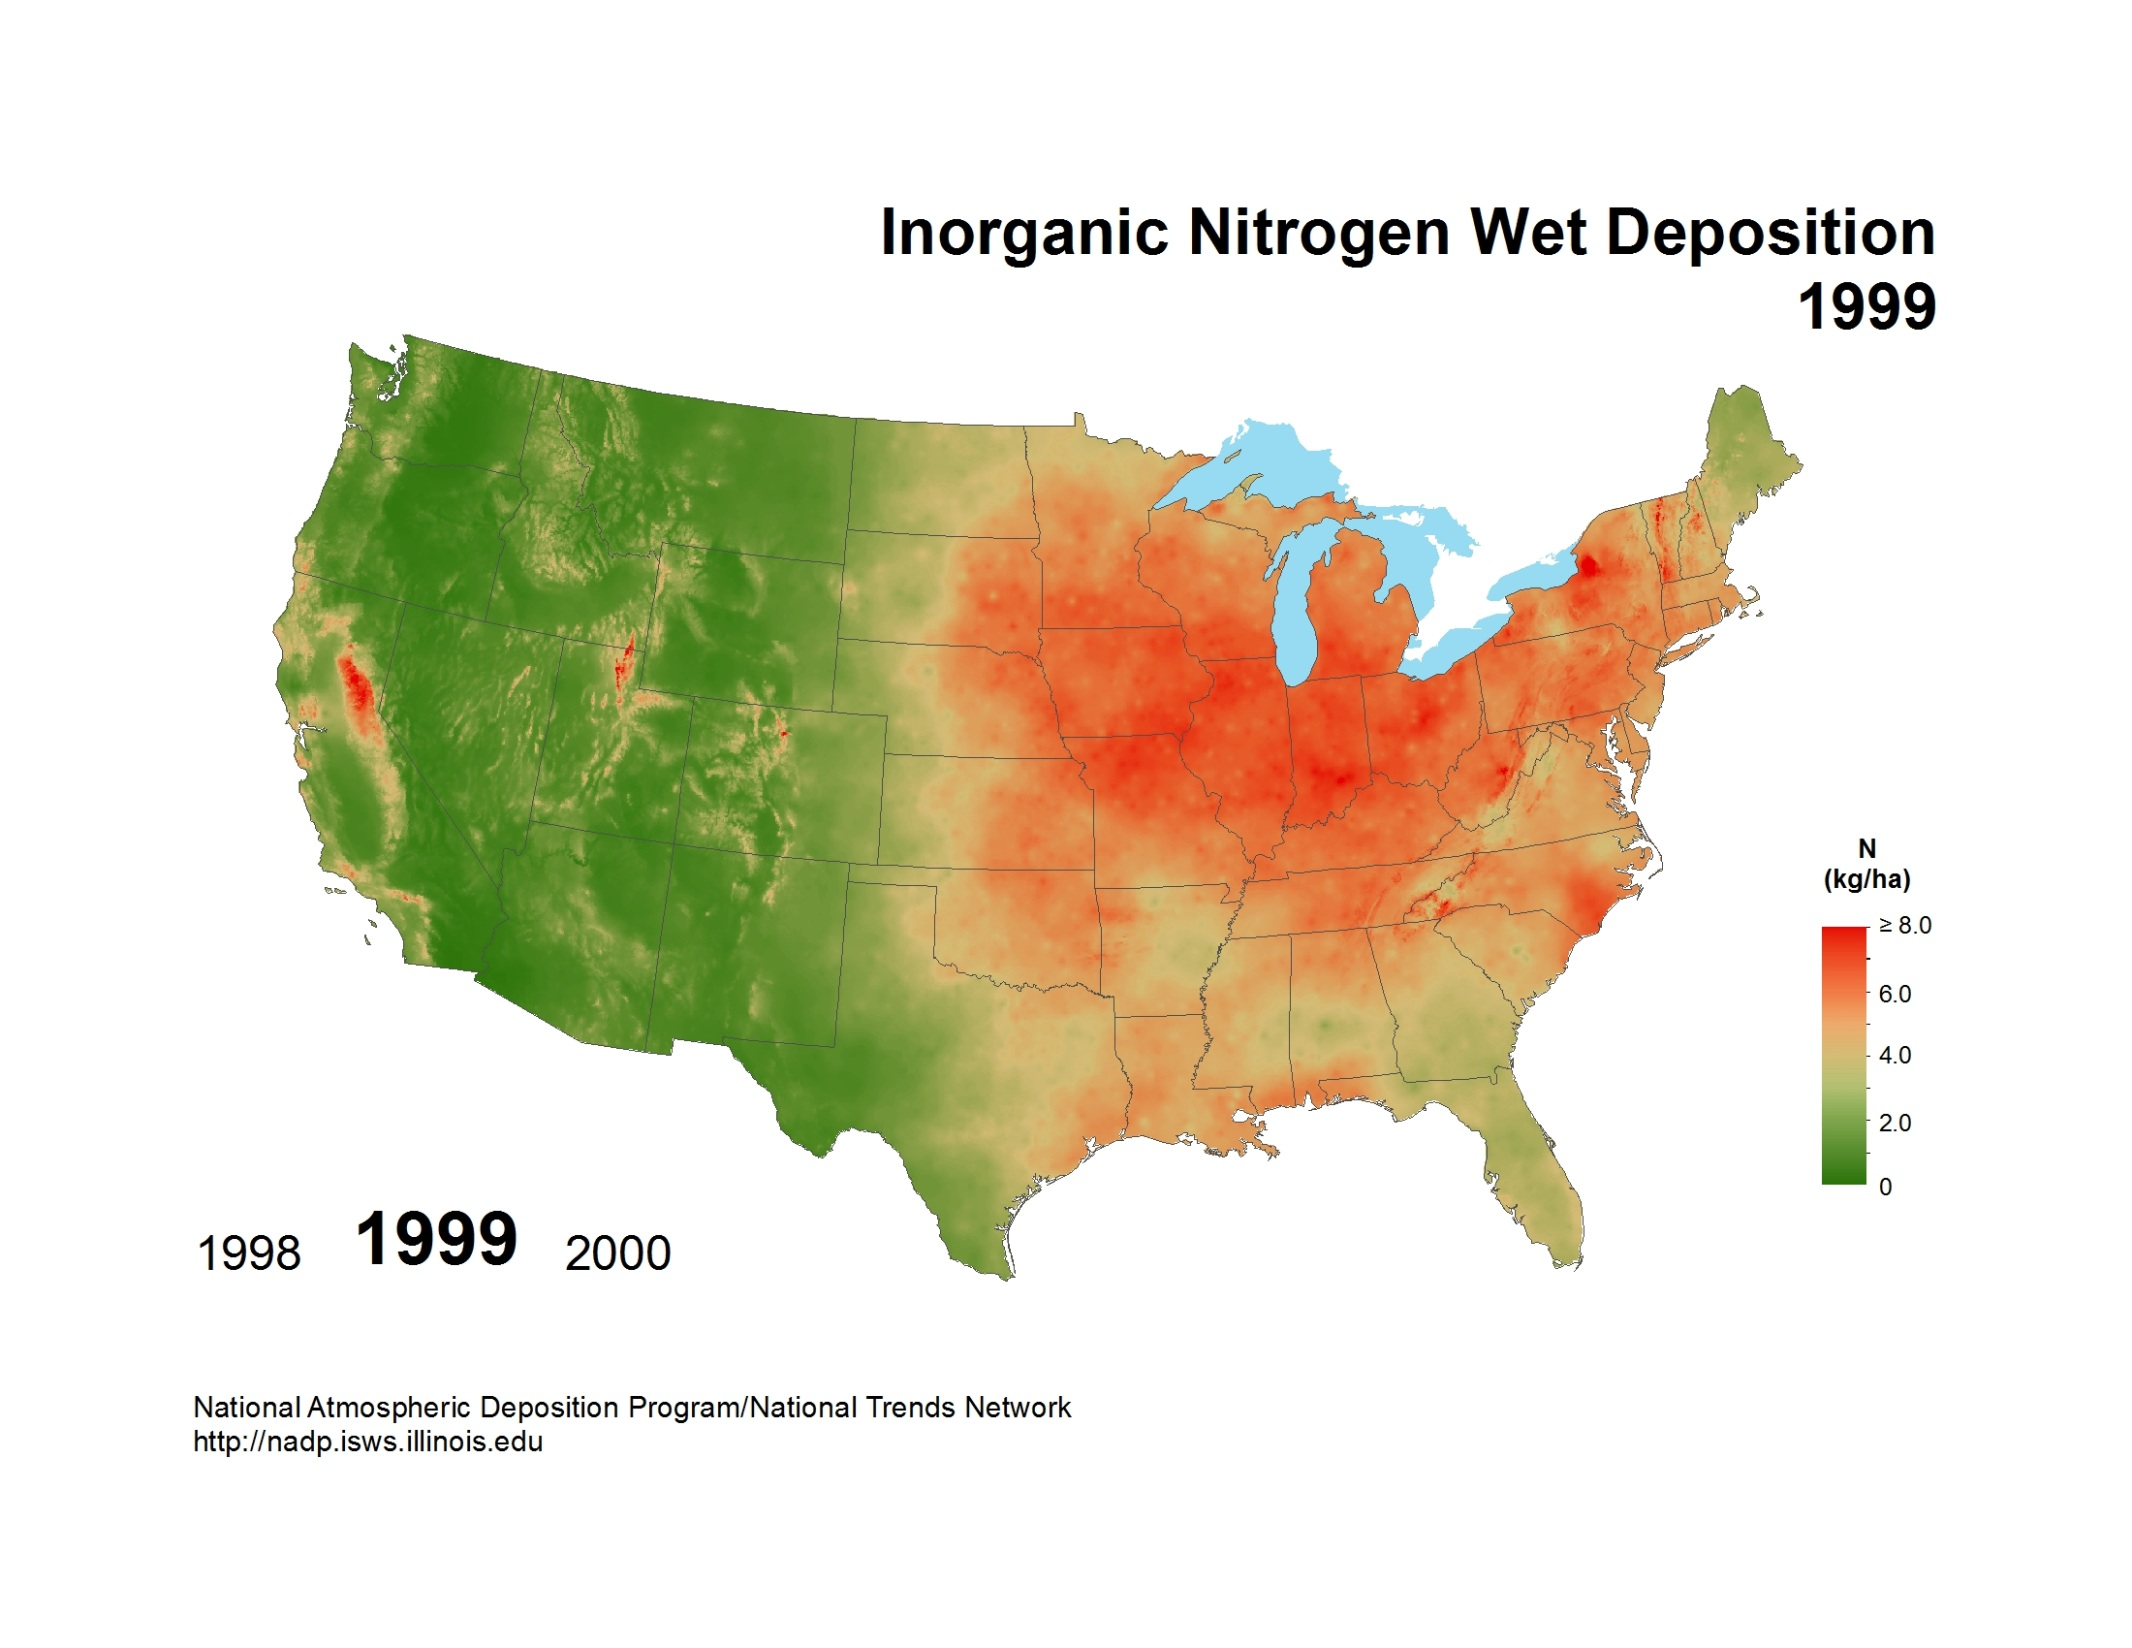 Inorganic Nitrogen Wet Deposition
1999
N
(kg/ha)
≥ 8.0
6.0
4.0
2.0
0
1998 1999 2000
National Atmospheric Deposition Program/National Trends Network
http://nadp.isws.illinois.edu